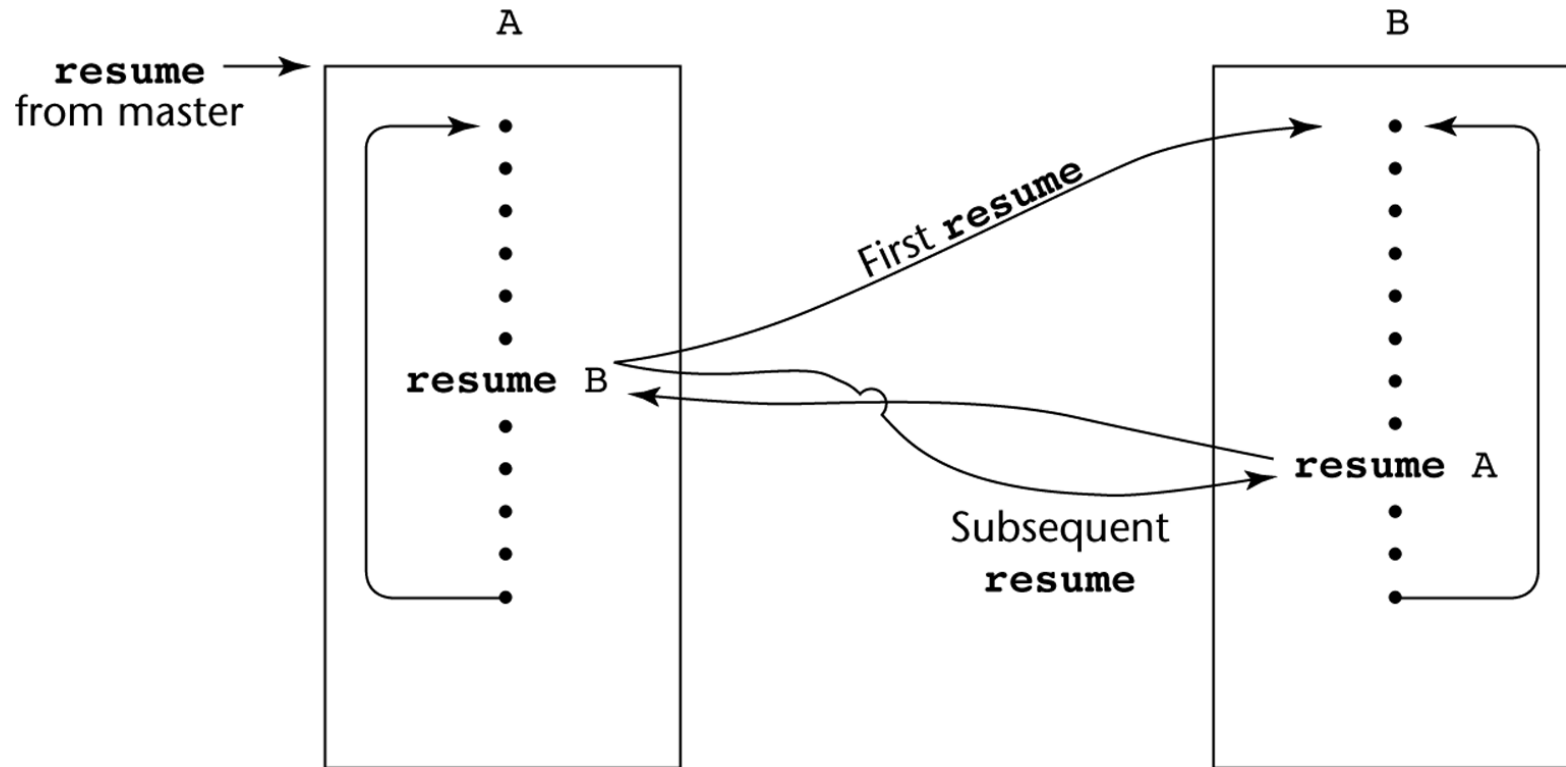 A
B
resume
from master
First resume
resume B
resume A
Subsequent
resume